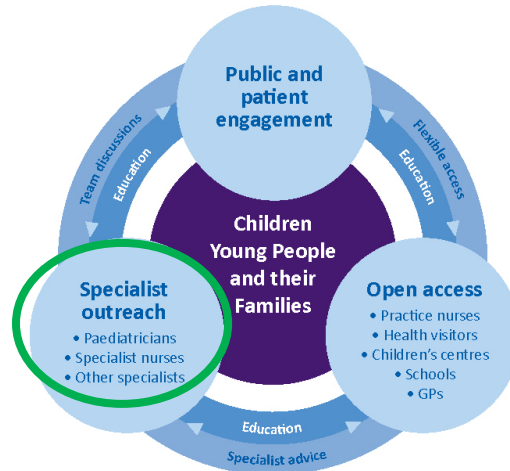 Public and
patient
engagement
Team discussions
Education
Flexible access
Education
Children
Young People
and their
Families
Specialist
outreach
• Paediatricians
• Specialist nurses
• Other specialists
Open access
• Practice nurses
• Health visitors
• Children's centres
• Schools
• GPs
Education
Specialist advice